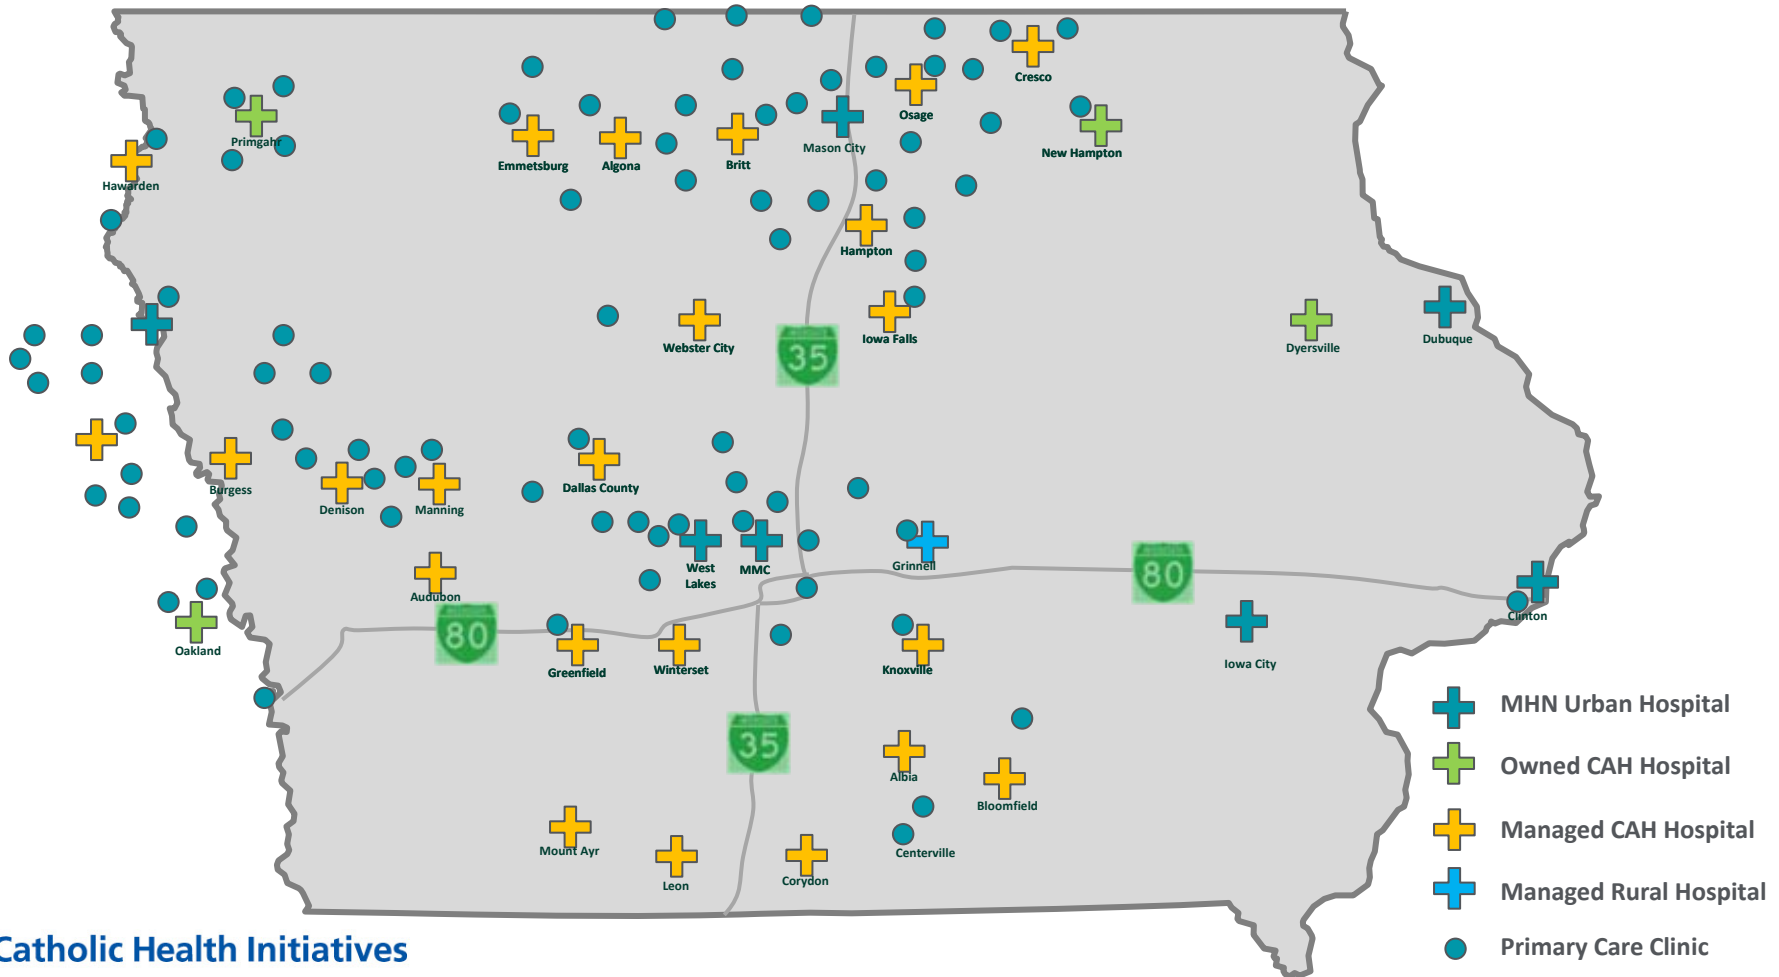 Cresco
Osage
Primgahr
Mason City
New Hampton
Emmetsburg
Algona
Britt
Hawarden
Hampton
Iowa Falls
Webster City
35
Dyersville
Dubuque
Burgess
Dallas County
Denison
Manning
West
Lakes
MMC
Grinnell
80
Audubon
Clinton
80
Oakland
Greenfield
Winterset
Knoxville
Iowa City
35
Albia
Bloomfield
Mount Ayr
Centerville
Leon
Corydon
MHN Urban Hospital
Owned CAH Hospital
Managed CAH Hospital
Managed Rural Hospital
Primary Care Clinic
Catholic Health Initiatives